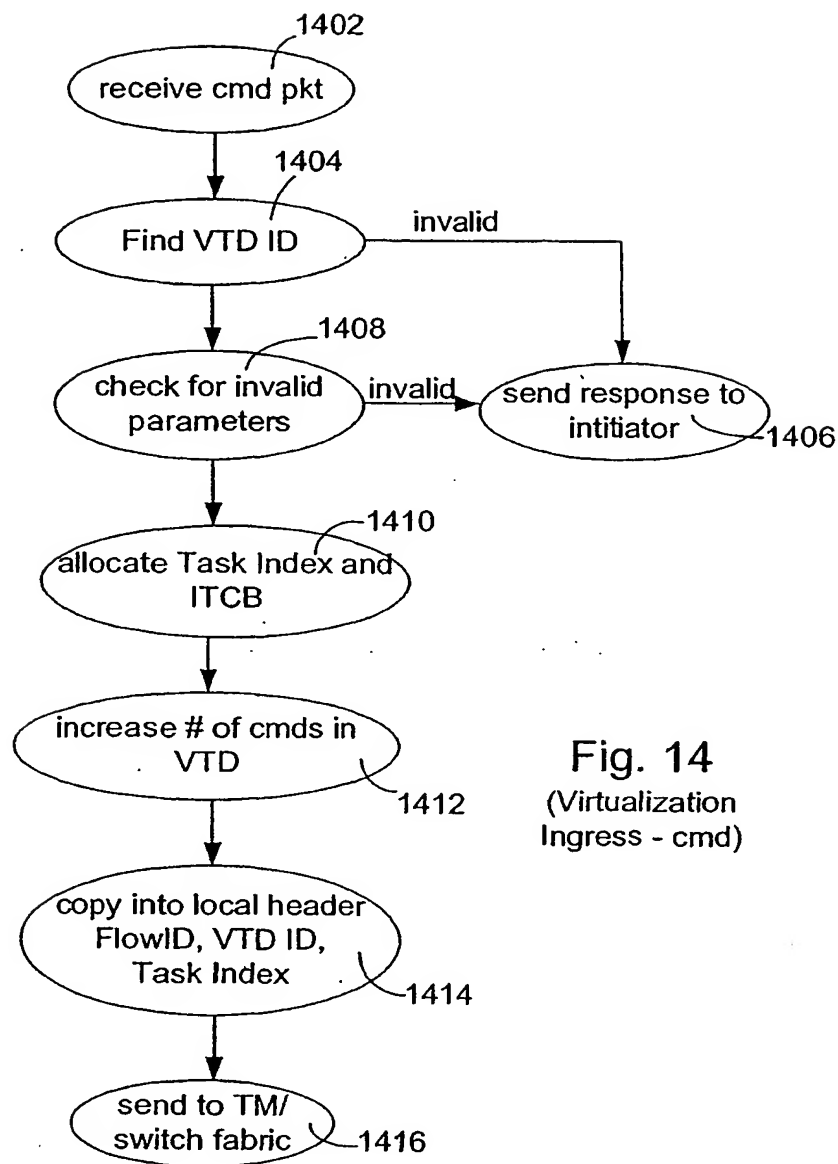 1402
receive cmd pkt
1404
Find VTD ID
invalid
1408
check for invalid
parameters
invalid
send response to
intitiator
1406
1410
allocate Task Index and
ITCB
increase # of cmds in
VTD
1412
Fig. 14
(Virtualization
Ingress - cmd)
copy into local header
FlowID, VTD ID,
Task Index
1414
send to TM/
switch fabric
1416